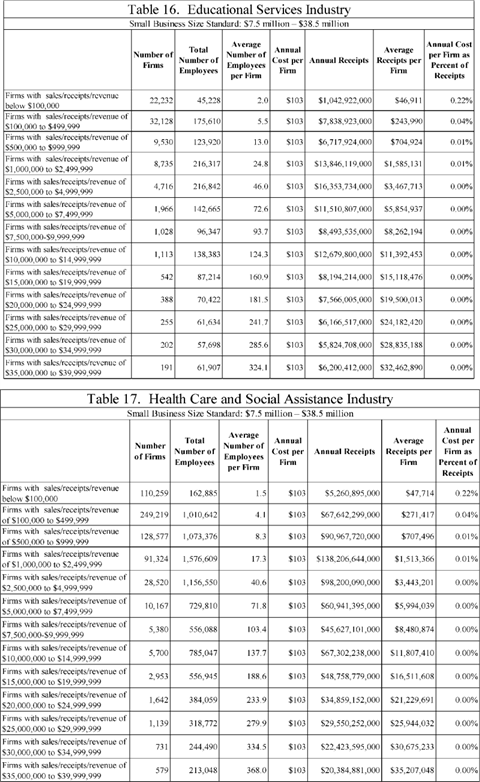 Table 16. Educational Services Industry
Small Business Size Standard: $7.5 million – $38.5 million
Number of Firms Total Number of Employees Average Number of Employees per Firm Annual Cost per Firm Annual Receipts Average Receipts per Firm Annual Cost per Firm as Percent of Receipts
Firms with sales/receipts/revenue below $100,000 22,232 45,228 2.0 $103 $1,042,922,000 $46,911 0.22%
Firms with sales/receipts/revenue of $100,000 to $499,999 32,128 175,610 5.5 $103 $7,838,923,000 $243,990 0.04%
Firms with sales/receipts/revenue of $500,000 to $999,999 9,530 123,920 13.0 $103 $6,717,924,000 $704,924 0.01%
Firms with sales/receipts/revenue of $1,000,000 to $2,499,999 8,735 216,317 24.8 $103 $13,846,119,000 $1,585,131 0.01%
Firms with sales/receipts/revenue of $2,500,000 to $4,999,999 4,716 216,842 46.0 $103 $16,353,734,000 $3,467,713 0.00%
Firms with sales/receipts/revenue of $5,000,000 to $7,499,999 1,966 142,665 72.6 $103 $11,510,807,000 $5,854,937 0.00%
Firms with sales/receipts/revenue of $7,500,000-$9,999,999 1,028 96,347 93.7 $103 $8,493,535,000 $8,262,194 0.00%
Firms with sales/receipts/revenue of $10,000,000 to $14,999,999 1,113 138,383 124.3 $103 $12,679,800,000 $11,392,453 0.00%
Firms with sales/receipts/revenue of $15,000,000 to $19,999,999 542 87,214 160.9 $103 $8,194,214,000 $15,118,476 0.00%
Firms with sales/receipts/revenue of $20,000,000 to $24,999,999 388 70,422 181.5 $103 $7,566,005,000 $19,500,013 0.00%
Firms with sales/receipts/revenue of $25,000,000 to $29,999,999 255 61,634 241.7 $103 $6,166,517,000 $24,182,420 0.00%
Firms with sales/receipts/revenue of $30,000,000 to $34,999,999 202 57,698 285.6 $103 $5,824,708,000 $28,835,188 0.00%
Firms with sales/receipts/revenue of $35,000,000 to $39,999,999 191 61,907 324.1 $103 $6,200,412,000 $32,462,890 0.00%
Table 17. Health Care and Social Assistance Industry
Small Business Size Standard: $7.5 million – $38.5 million
Number of Firms Total Number of Employees Average Number of Employees per Firm Annual Cost per Firm Annual Receipts Average Receipts per Firm Annual Cost per Firm as Percent of Receipts
Firms with sales/receipts/revenue below $100,000 110,259 162,885 1.5 $103 $5,260,895,000 $47,714 0.22%
Firms with sales/receipts/revenue of $100,000 to $499,999 249,219 1,010,642 4.1 $103 $67,642,299,000 $271,417 0.04%
Firms with sales/receipts/revenue of $500,000 to $999,999 128,577 1,073,376 8.3 $103 $90,967,720,000 $707,496 0.01%
Firms with sales/receipts/revenue of $1,000,000 to $2,499,999 91,324 1,576,609 17.3 $103 $138,206,644,000 $1,513,366 0.01%
Firms with sales/receipts/revenue of $2,500,000 to $4,999,999 28,520 1,156,550 40.6 $103 $98,200,090,000 $3,443,201 0.00%
Firms with sales/receipts/revenue of $5,000,000 to $7,499,999 10,167 729,810 71.8 $103 $60,941,395,000 $5,994,039 0.00%
Firms with sales/receipts/revenue of $7,500,000-$9,999,999 5,380 556,088 103.4 $103 $45,627,101,000 $8,480,874 0.00%
Firms with sales/receipts/revenue of $10,000,000 to $14,999,999 5,700 785,047 137.7 $103 $67,302,238,000 $11,807,410 0.00%
Firms with sales/receipts/revenue of $15,000,000 to $19,999,999 2,953 556,945 188.6 $103 $48,758,779,000 $16,511,608 0.00%
Firms with sales/receipts/revenue of $20,000,000 to $24,999,999 1,642 384,059 233.9 $103 $34,859,152,000 $21,229,691 0.00%
Firms with sales/receipts/revenue of $25,000,000 to $29,999,999 1,139 318,772 279.9 $103 $29,550,252,000 $25,944,032 0.00%
Firms with sales/receipts/revenue of $30,000,000 to $34,999,999 731 244,490 334.5 $103 $22,423,595,000 $30,675,233 0.00%
Firms with sales/receipts/revenue of $35,000,000 to $39,999,999 579 213,048 368.0 $103 $20,384,881,000 $35,207,048 0.00%